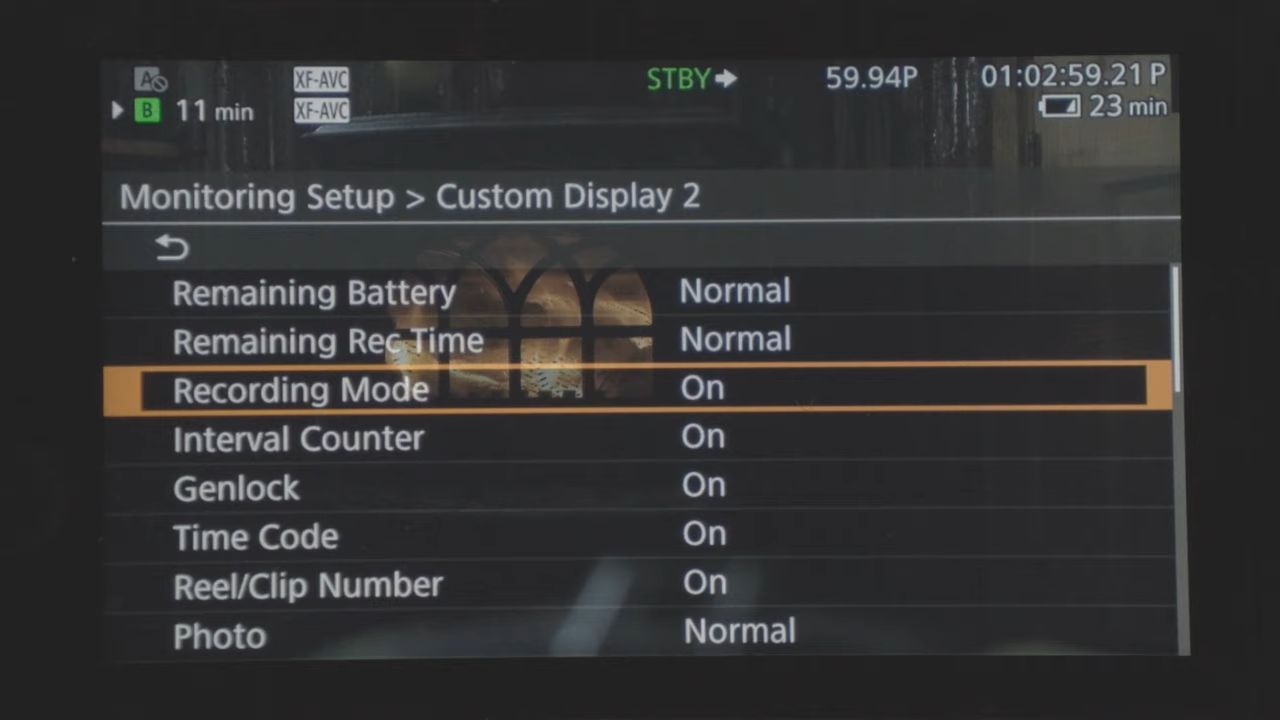 A XF-AVC STBY 59.94P 01:02:59.21 P
B 11 min XF-AVC 23 min
Monitoring Setup > Custom Display 2
Remaining Battery Normal
Remaining Rec Time Normal
Recording Mode On
Interval Counter On
Genlock On
Time Code On
Reel/Clip Number On
Photo Normal